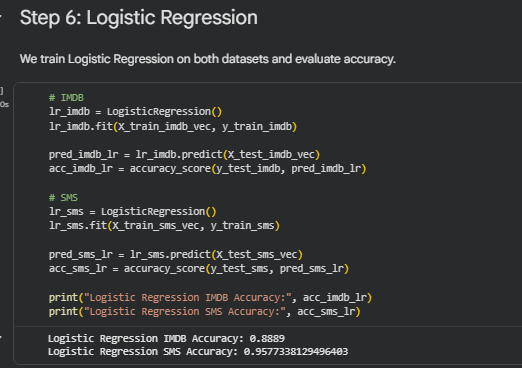 Step 6: Logistic Regression
We train Logistic Regression on both datasets and evaluate accuracy.
]
0s
# IMDB
lr_imdb = LogisticRegression()
lr_imdb.fit(X_train_imdb_vec, y_train_imdb)
pred_imdb_lr = lr_imdb.predict(X_test_imdb_vec)
acc_imdb_lr = accuracy_score(y_test_imdb, pred_imdb_lr)
# SMS
lr_sms = LogisticRegression()
lr_sms.fit(X_train_sms_vec, y_train_sms)
pred_sms_lr = lr_sms.predict(X_test_sms_vec)
acc_sms_lr = accuracy_score(y_test_sms, pred_sms_lr)
print("Logistic Regression IMDB Accuracy:", acc_imdb_lr)
print("Logistic Regression SMS Accuracy:", acc_sms_lr)
Logistic Regression IMDB Accuracy: 0.8889
Logistic Regression SMS Accuracy: 0.9577338129496403